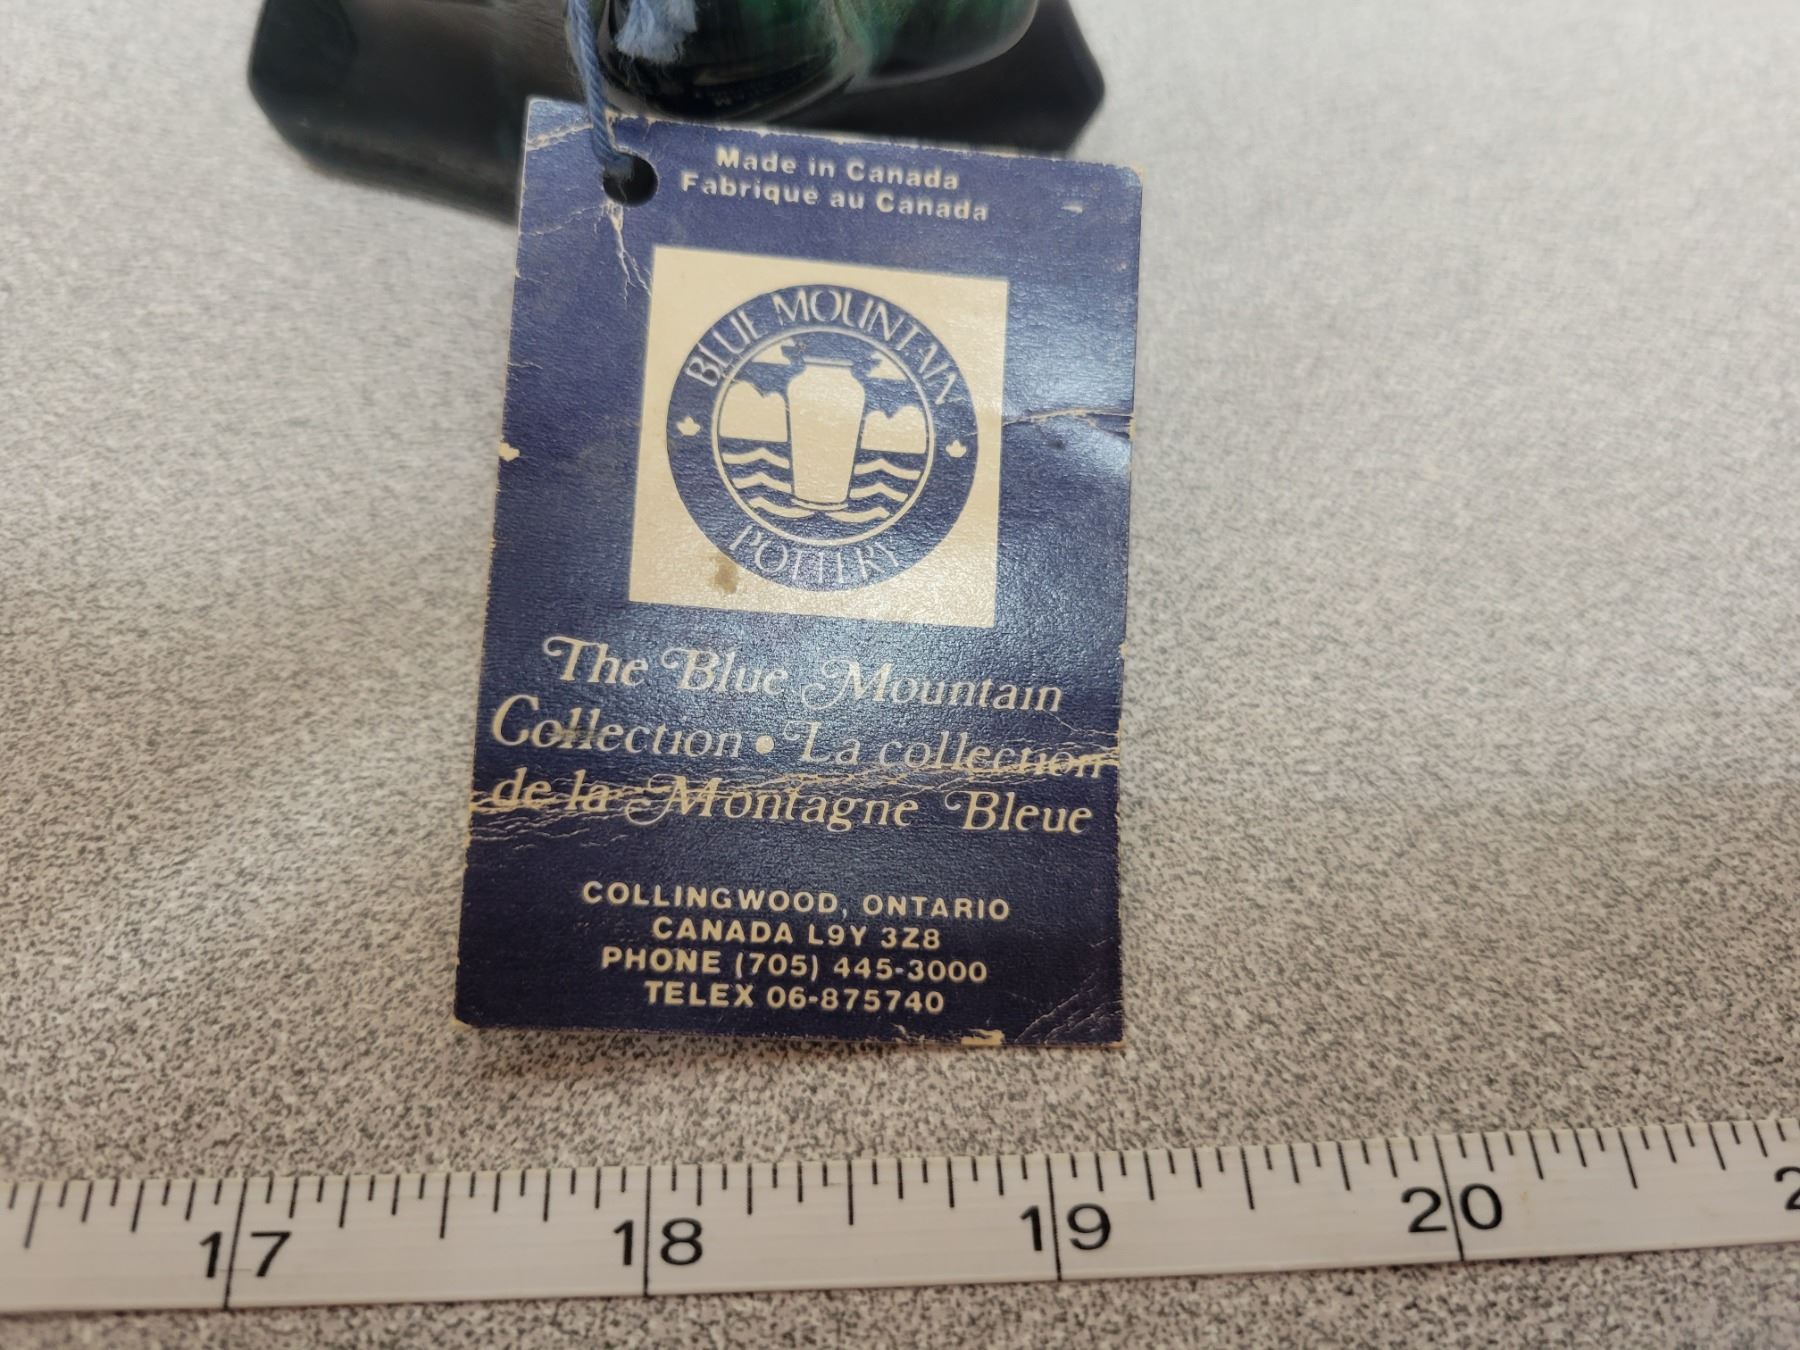 Made in Canada
Fabriqué au Canada
BLUE MOUNTAIN
POTTERY
The Blue Mountain
Collection • La collection
de la Montagne Bleue
COLLINGWOOD, ONTARIO
CANADA L9Y 3Z8
PHONE (705) 445-3000
TELEX 06-875740
17 18 19 20